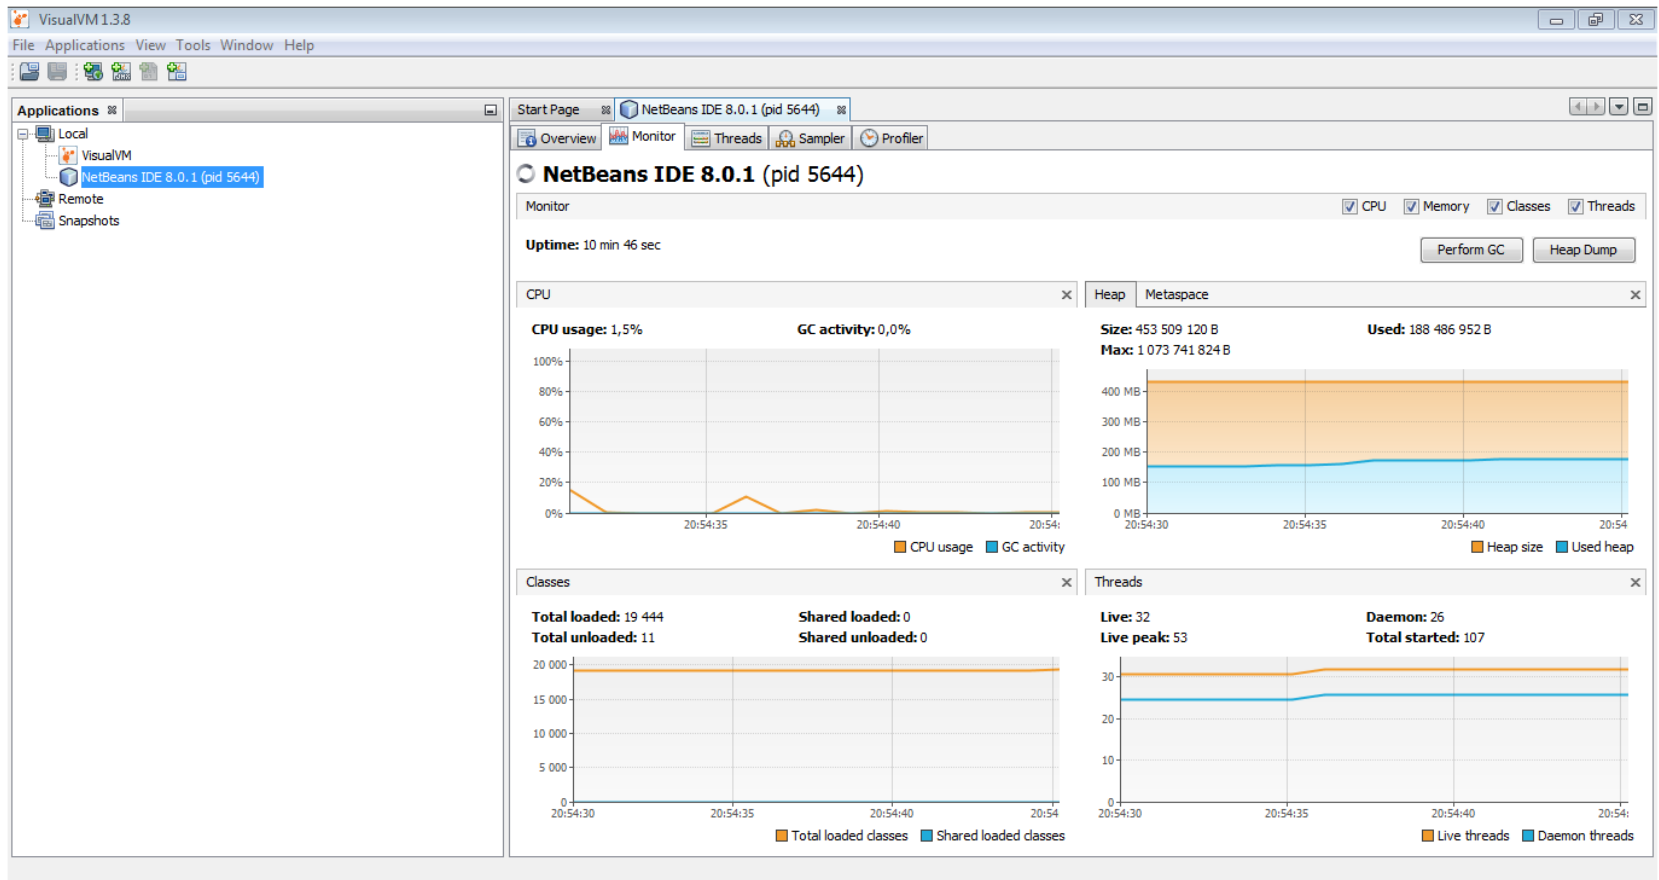 VisualVM 1.3.8
File Applications View Tools Window Help
Applications
Local
VisualVM
NetBeans IDE 8.0.1 (pid 5644)
Remote
Snapshots
Start Page NetBeans IDE 8.0.1 (pid 5644)
Overview Monitor Threads Sampler Profiler
NetBeans IDE 8.0.1 (pid 5644)
Monitor CPU Memory Classes Threads
Uptime: 10 min 46 sec
Perform GC Heap Dump
CPU
CPU usage: 1,5% GC activity: 0,0%
100%
80%
60%
40%
20%
0%
20:54:35 20:54:40 20:54:
CPU usage GC activity
Heap Metaspace
Size: 453 509 120 B Used: 188 486 952 B
Max: 1 073 741 824 B
400 MB
300 MB
200 MB
100 MB
0 MB
20:54:30 20:54:35 20:54:40 20:54
Heap size Used heap
Classes
Total loaded: 19 444 Shared loaded: 0
Total unloaded: 11 Shared unloaded: 0
20 000
15 000
10 000
5 000
0
20:54:30 20:54:35 20:54:40 20:54
Total loaded classes Shared loaded classes
Threads
Live: 32 Daemon: 26
Live peak: 53 Total started: 107
30
20
10
0
20:54:30 20:54:35 20:54:40 20:54:
Live threads Daemon threads